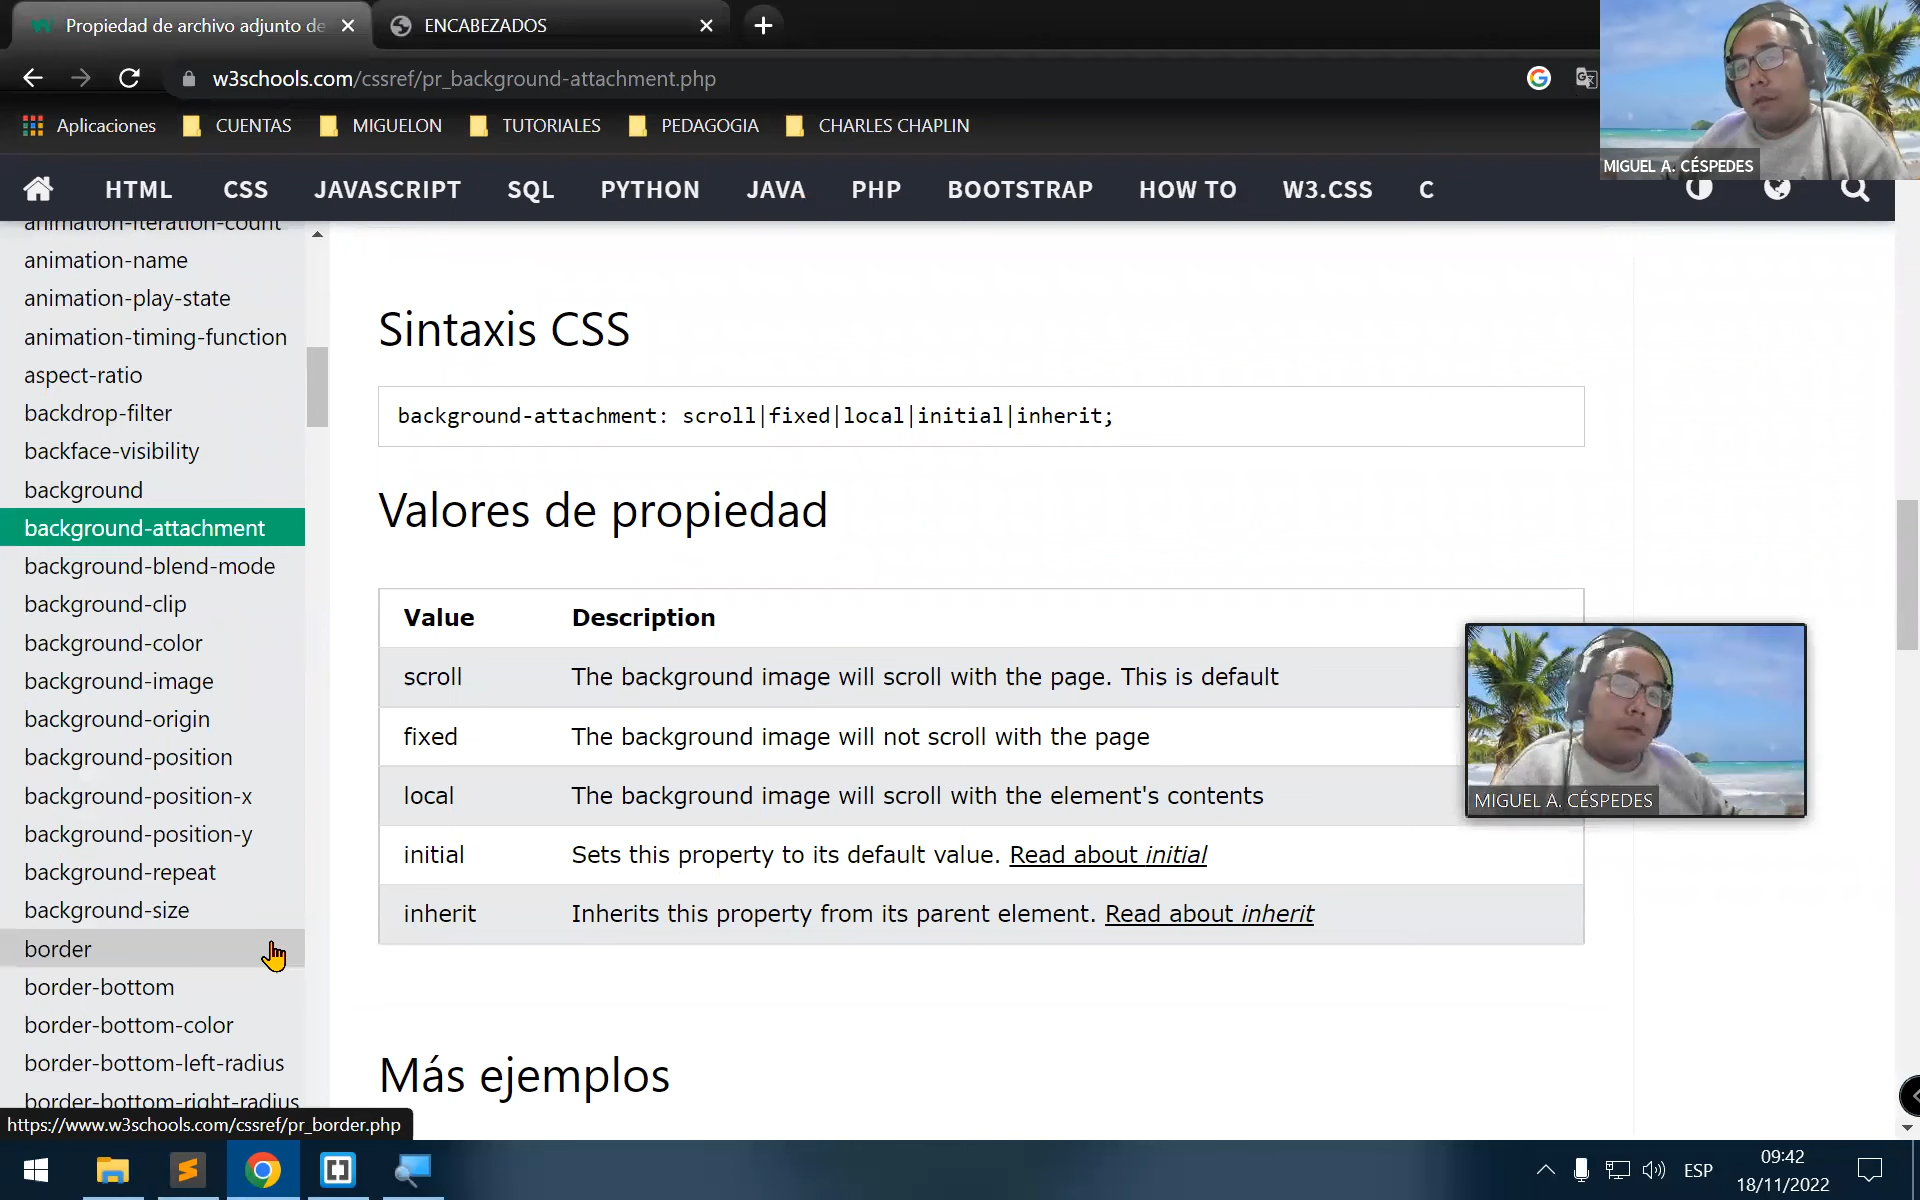 Propiedad de archivo adjunto de
ENCABEZADOS
w3schools.com/cssref/pr_background-attachment.php
Aplicaciones
CUENTAS
MIGUELON
TUTORIALES
PEDAGOGIA
CHARLES CHAPLIN
MIGUEL A. CÉSPEDES
HTML
CSS
JAVASCRIPT
SQL
PYTHON
JAVA
PHP
BOOTSTRAP
HOW TO
W3.CSS
C
animation-iteration-count
animation-name
animation-play-state
animation-timing-function
aspect-ratio
backdrop-filter
backface-visibility
background
background-attachment
background-blend-mode
background-clip
background-color
background-image
background-origin
background-position
background-position-x
background-position-y
background-repeat
background-size
border
border-bottom
border-bottom-color
border-bottom-left-radius
border-bottom-right-radius
Sintaxis CSS
background-attachment: scroll|fixed|local|initial|inherit;
Valores de propiedad
Value Description
scroll The background image will scroll with the page. This is default
fixed The background image will not scroll with the page
local The background image will scroll with the element's contents
initial Sets this property to its default value. Read about initial
inherit Inherits this property from its parent element. Read about inherit
MIGUEL A. CÉSPEDES
Más ejemplos
https://www.w3schools.com/cssref/pr_border.php
ESP
09:42
18/11/2022